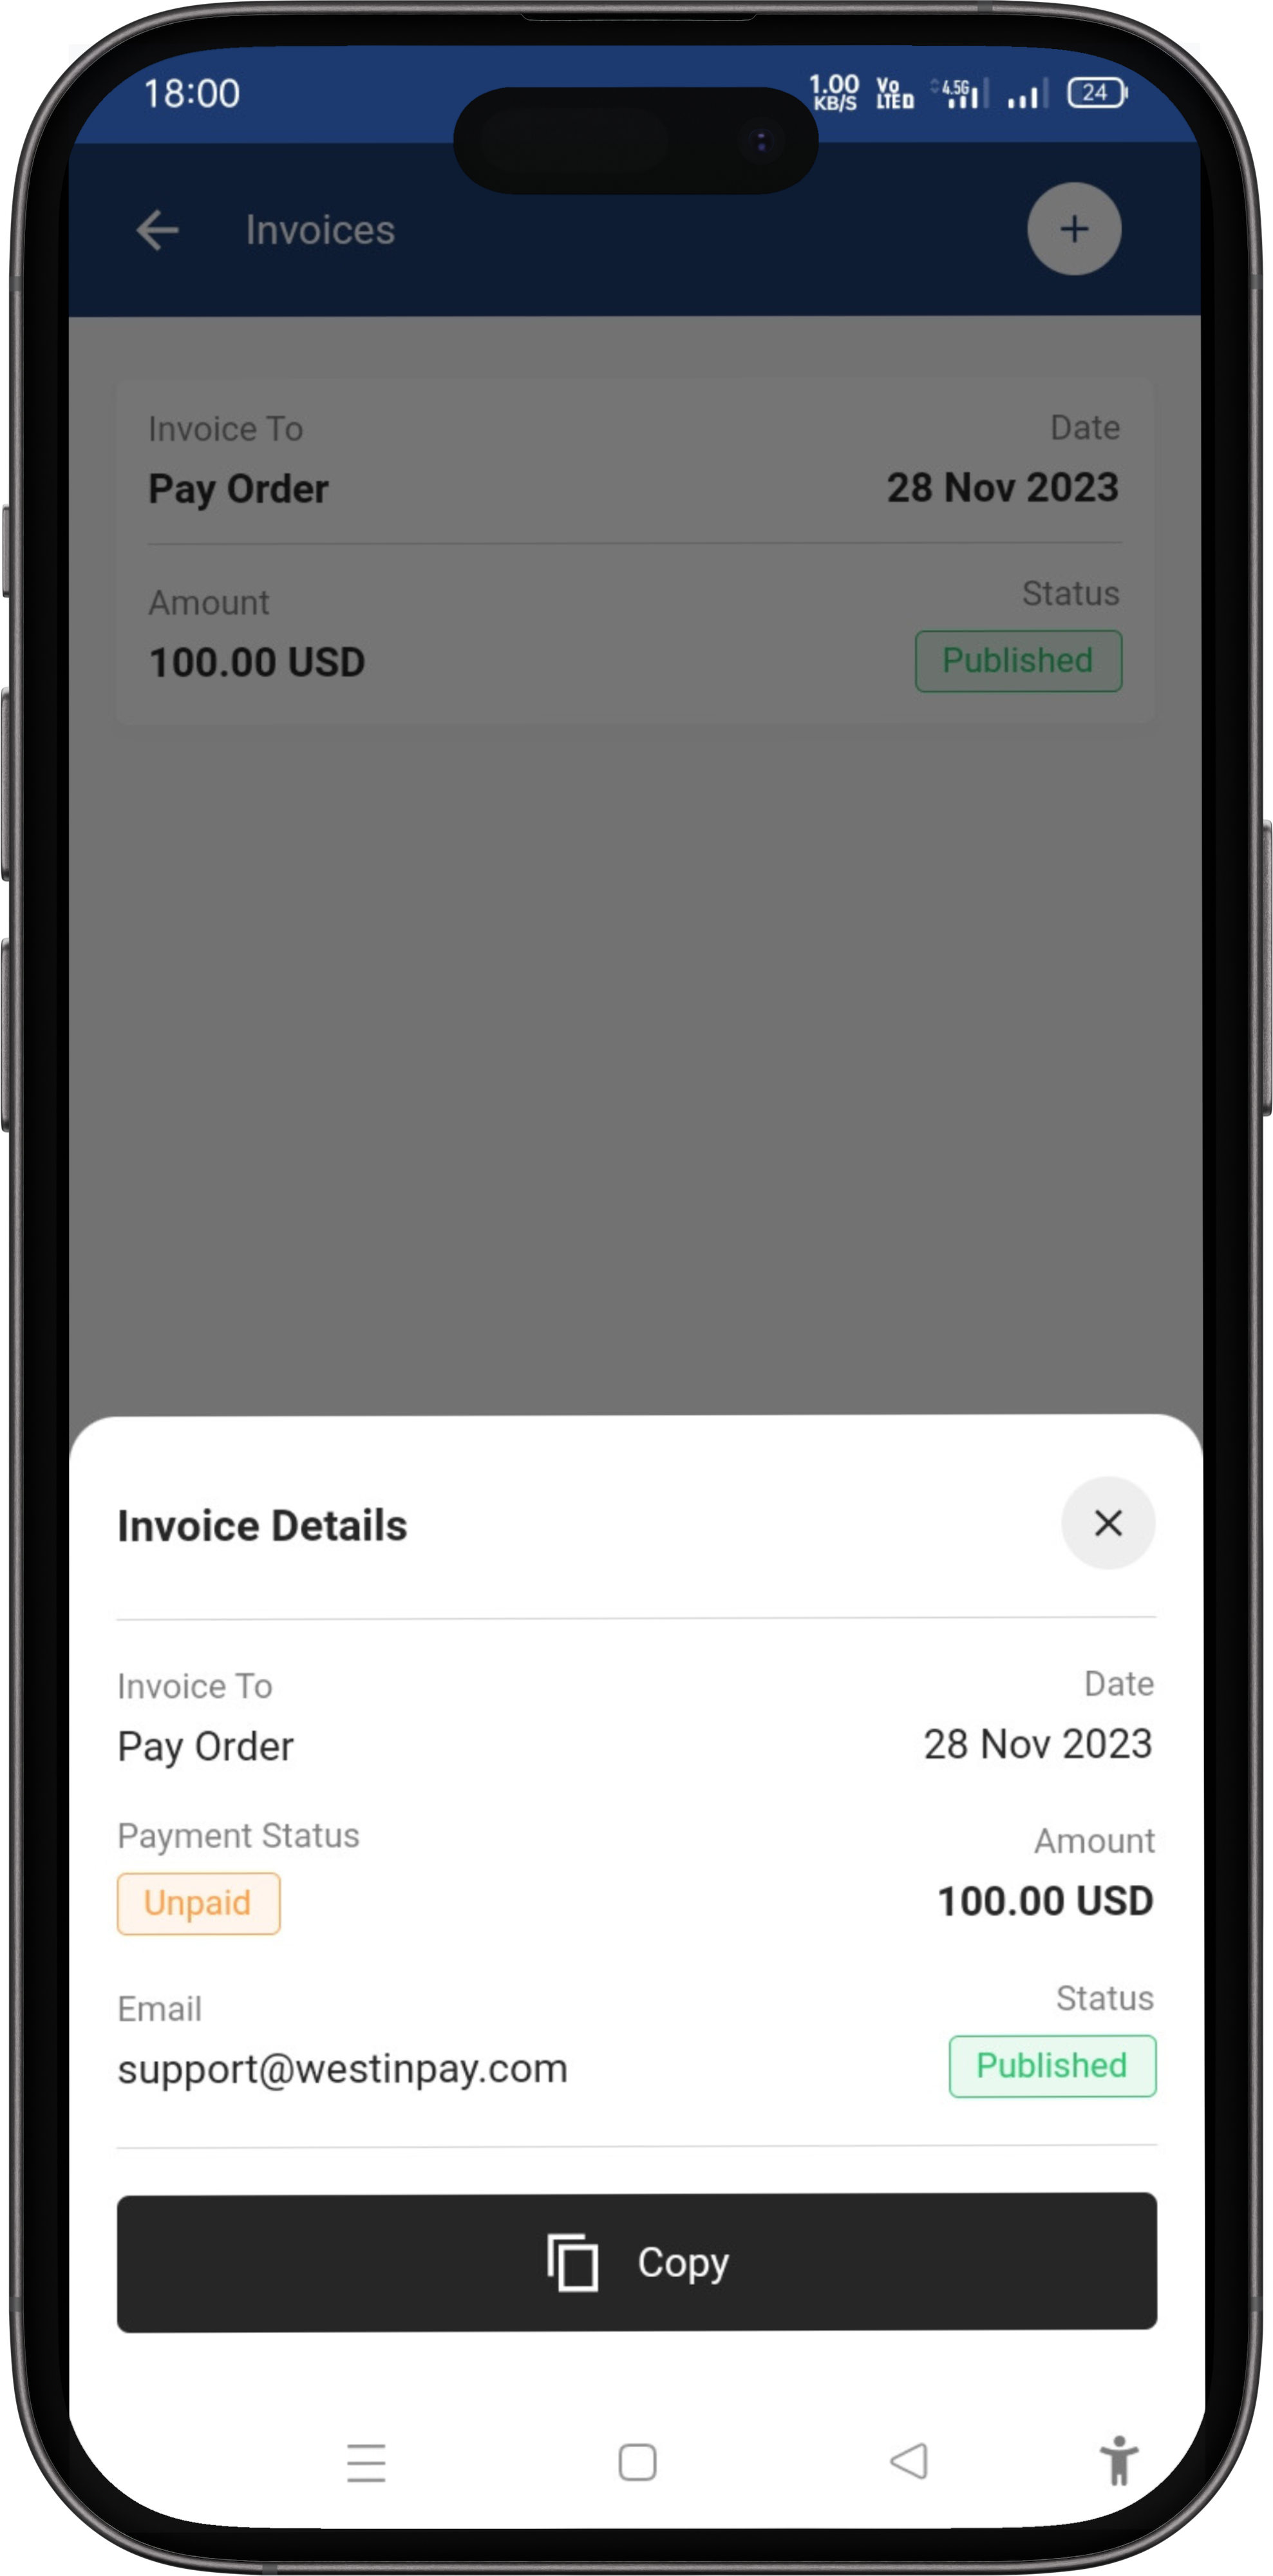 18:00 1.00 KB/S Vo LTE D 4.5G 24
Invoices
Invoice To Date
Pay Order 28 Nov 2023
Amount Status
100.00 USD Published
Invoice Details
Invoice To Date
Pay Order 28 Nov 2023
Payment Status Amount
Unpaid 100.00 USD
Email Status
support@westinpay.com Published
Copy